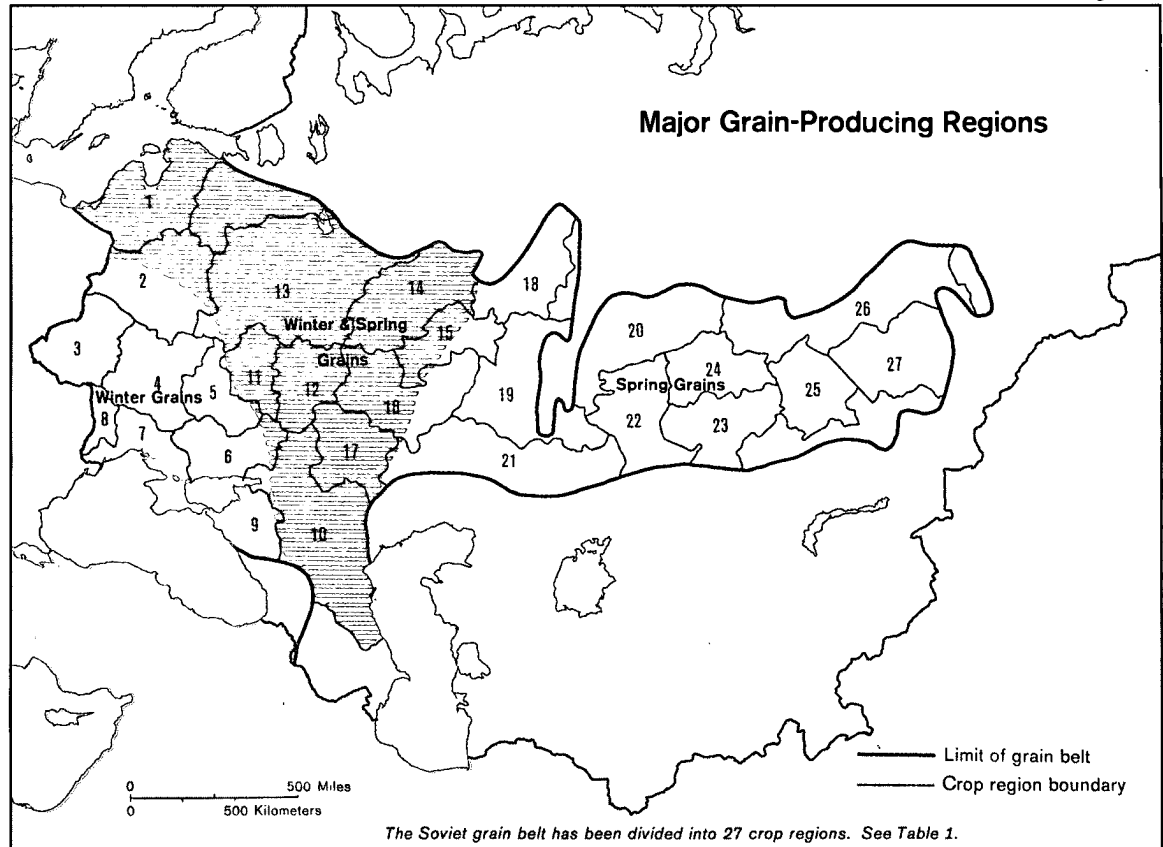 Major Grain-Producing Regions
1
2
13
14
18
26
20
15
Winter & Spring
Grains
3
11
12
24
27
4
5
19
Spring Grains
25
Winter Grains
16
8
7
22
23
6
17
21
9
10
0 500 Miles
0 500 Kilometers
Limit of grain belt
Crop region boundary
The Soviet grain belt has been divided into 27 crop regions. See Table 1.